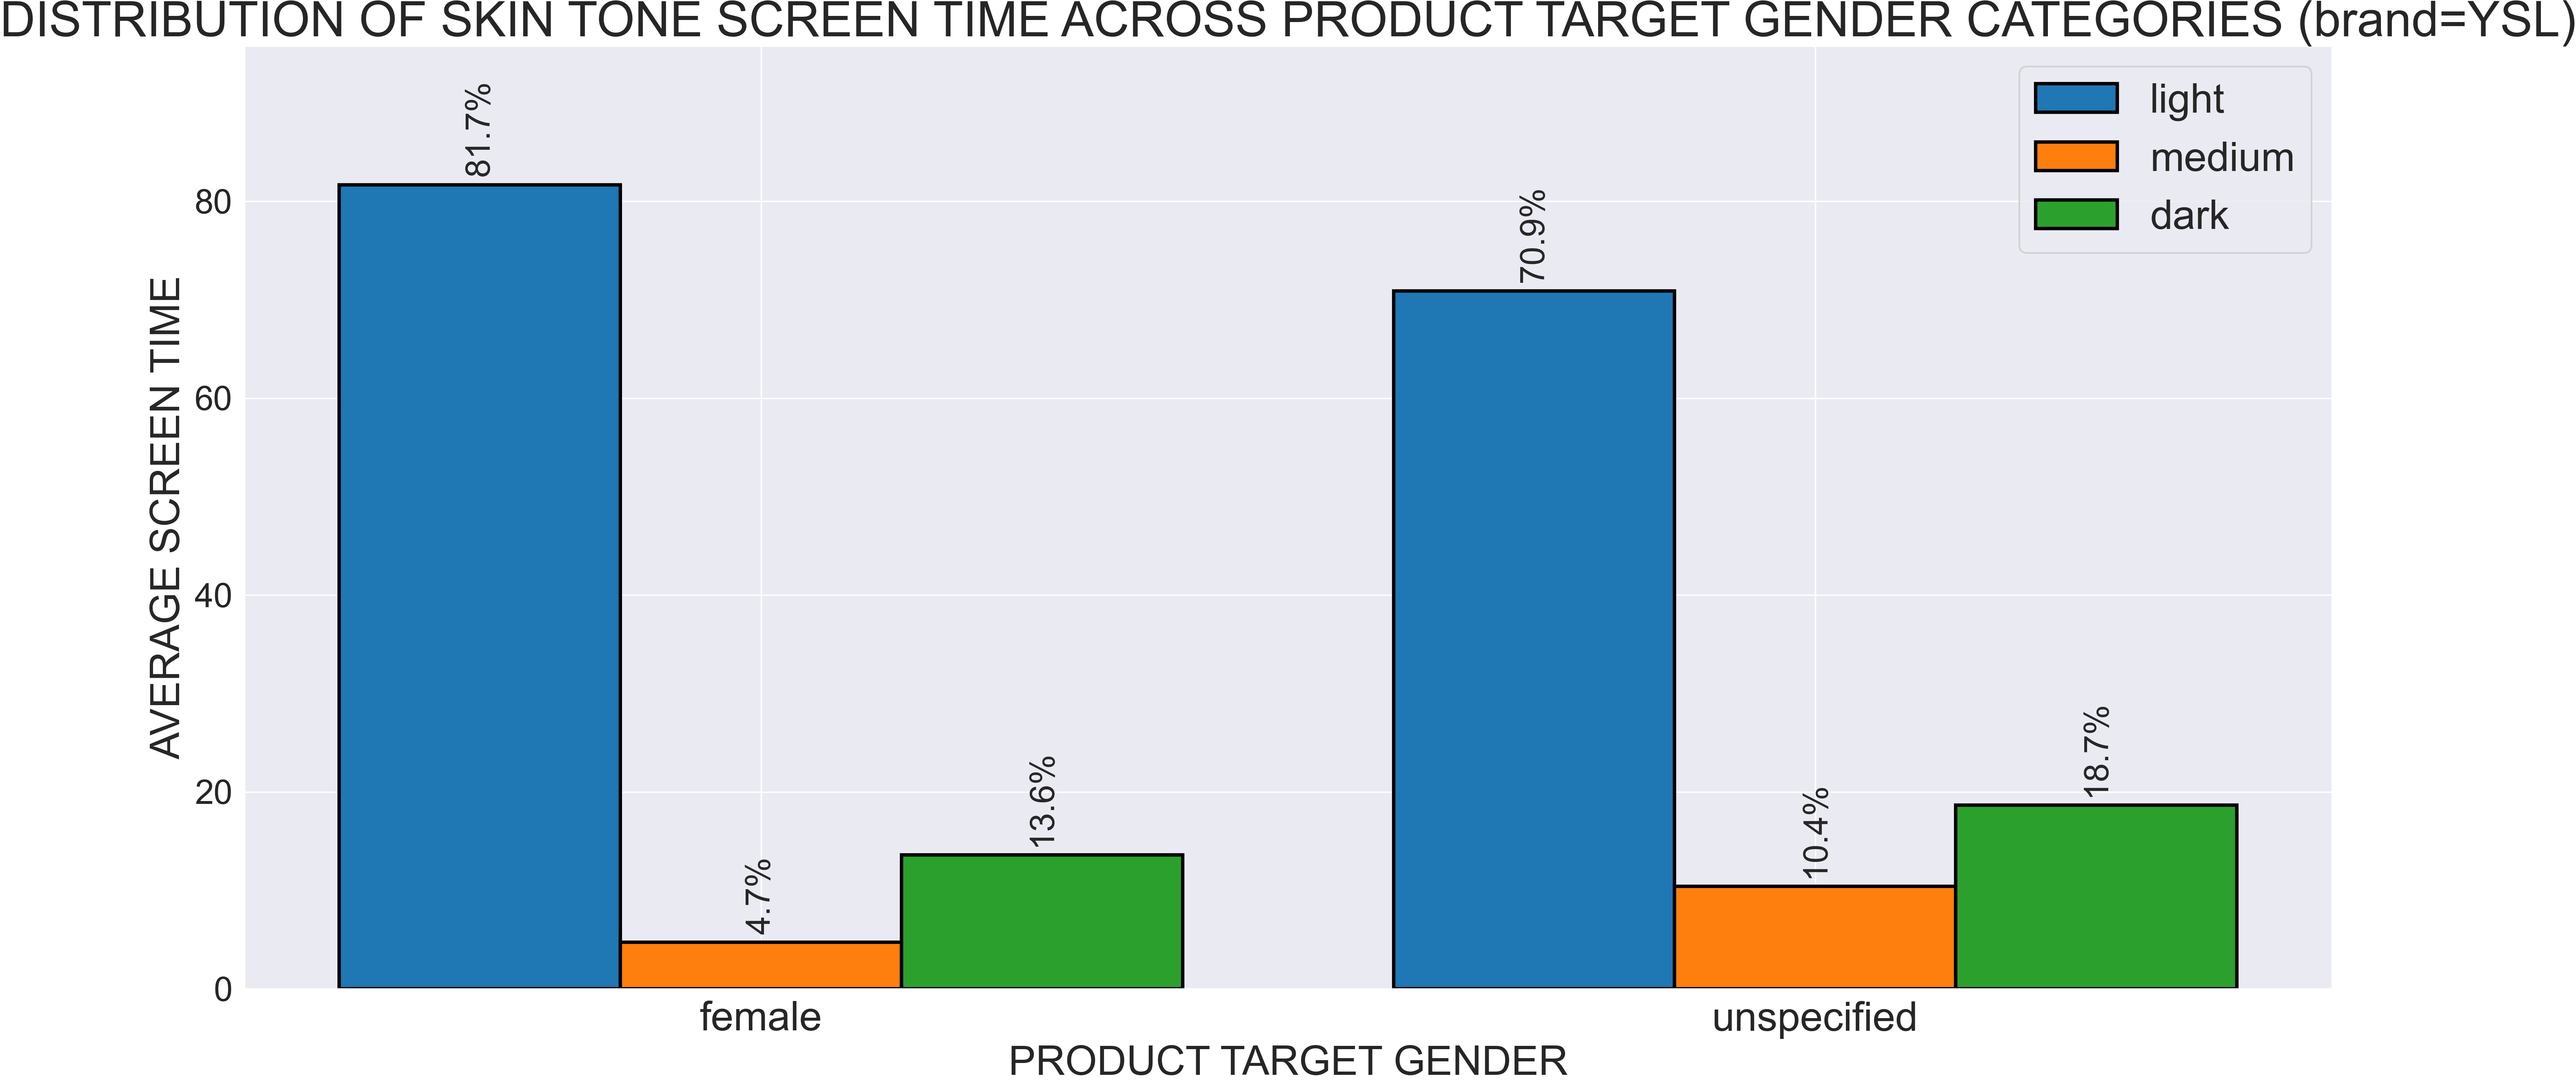 DISTRIBUTION OF SKIN TONE SCREEN TIME ACROSS PRODUCT TARGET GENDER CATEGORIES (brand=YSL)
light
medium
dark
AVERAGE SCREEN TIME
80
60
40
20
0
81.7%
4.7%
13.6%
70.9%
10.4%
18.7%
female
unspecified
PRODUCT TARGET GENDER